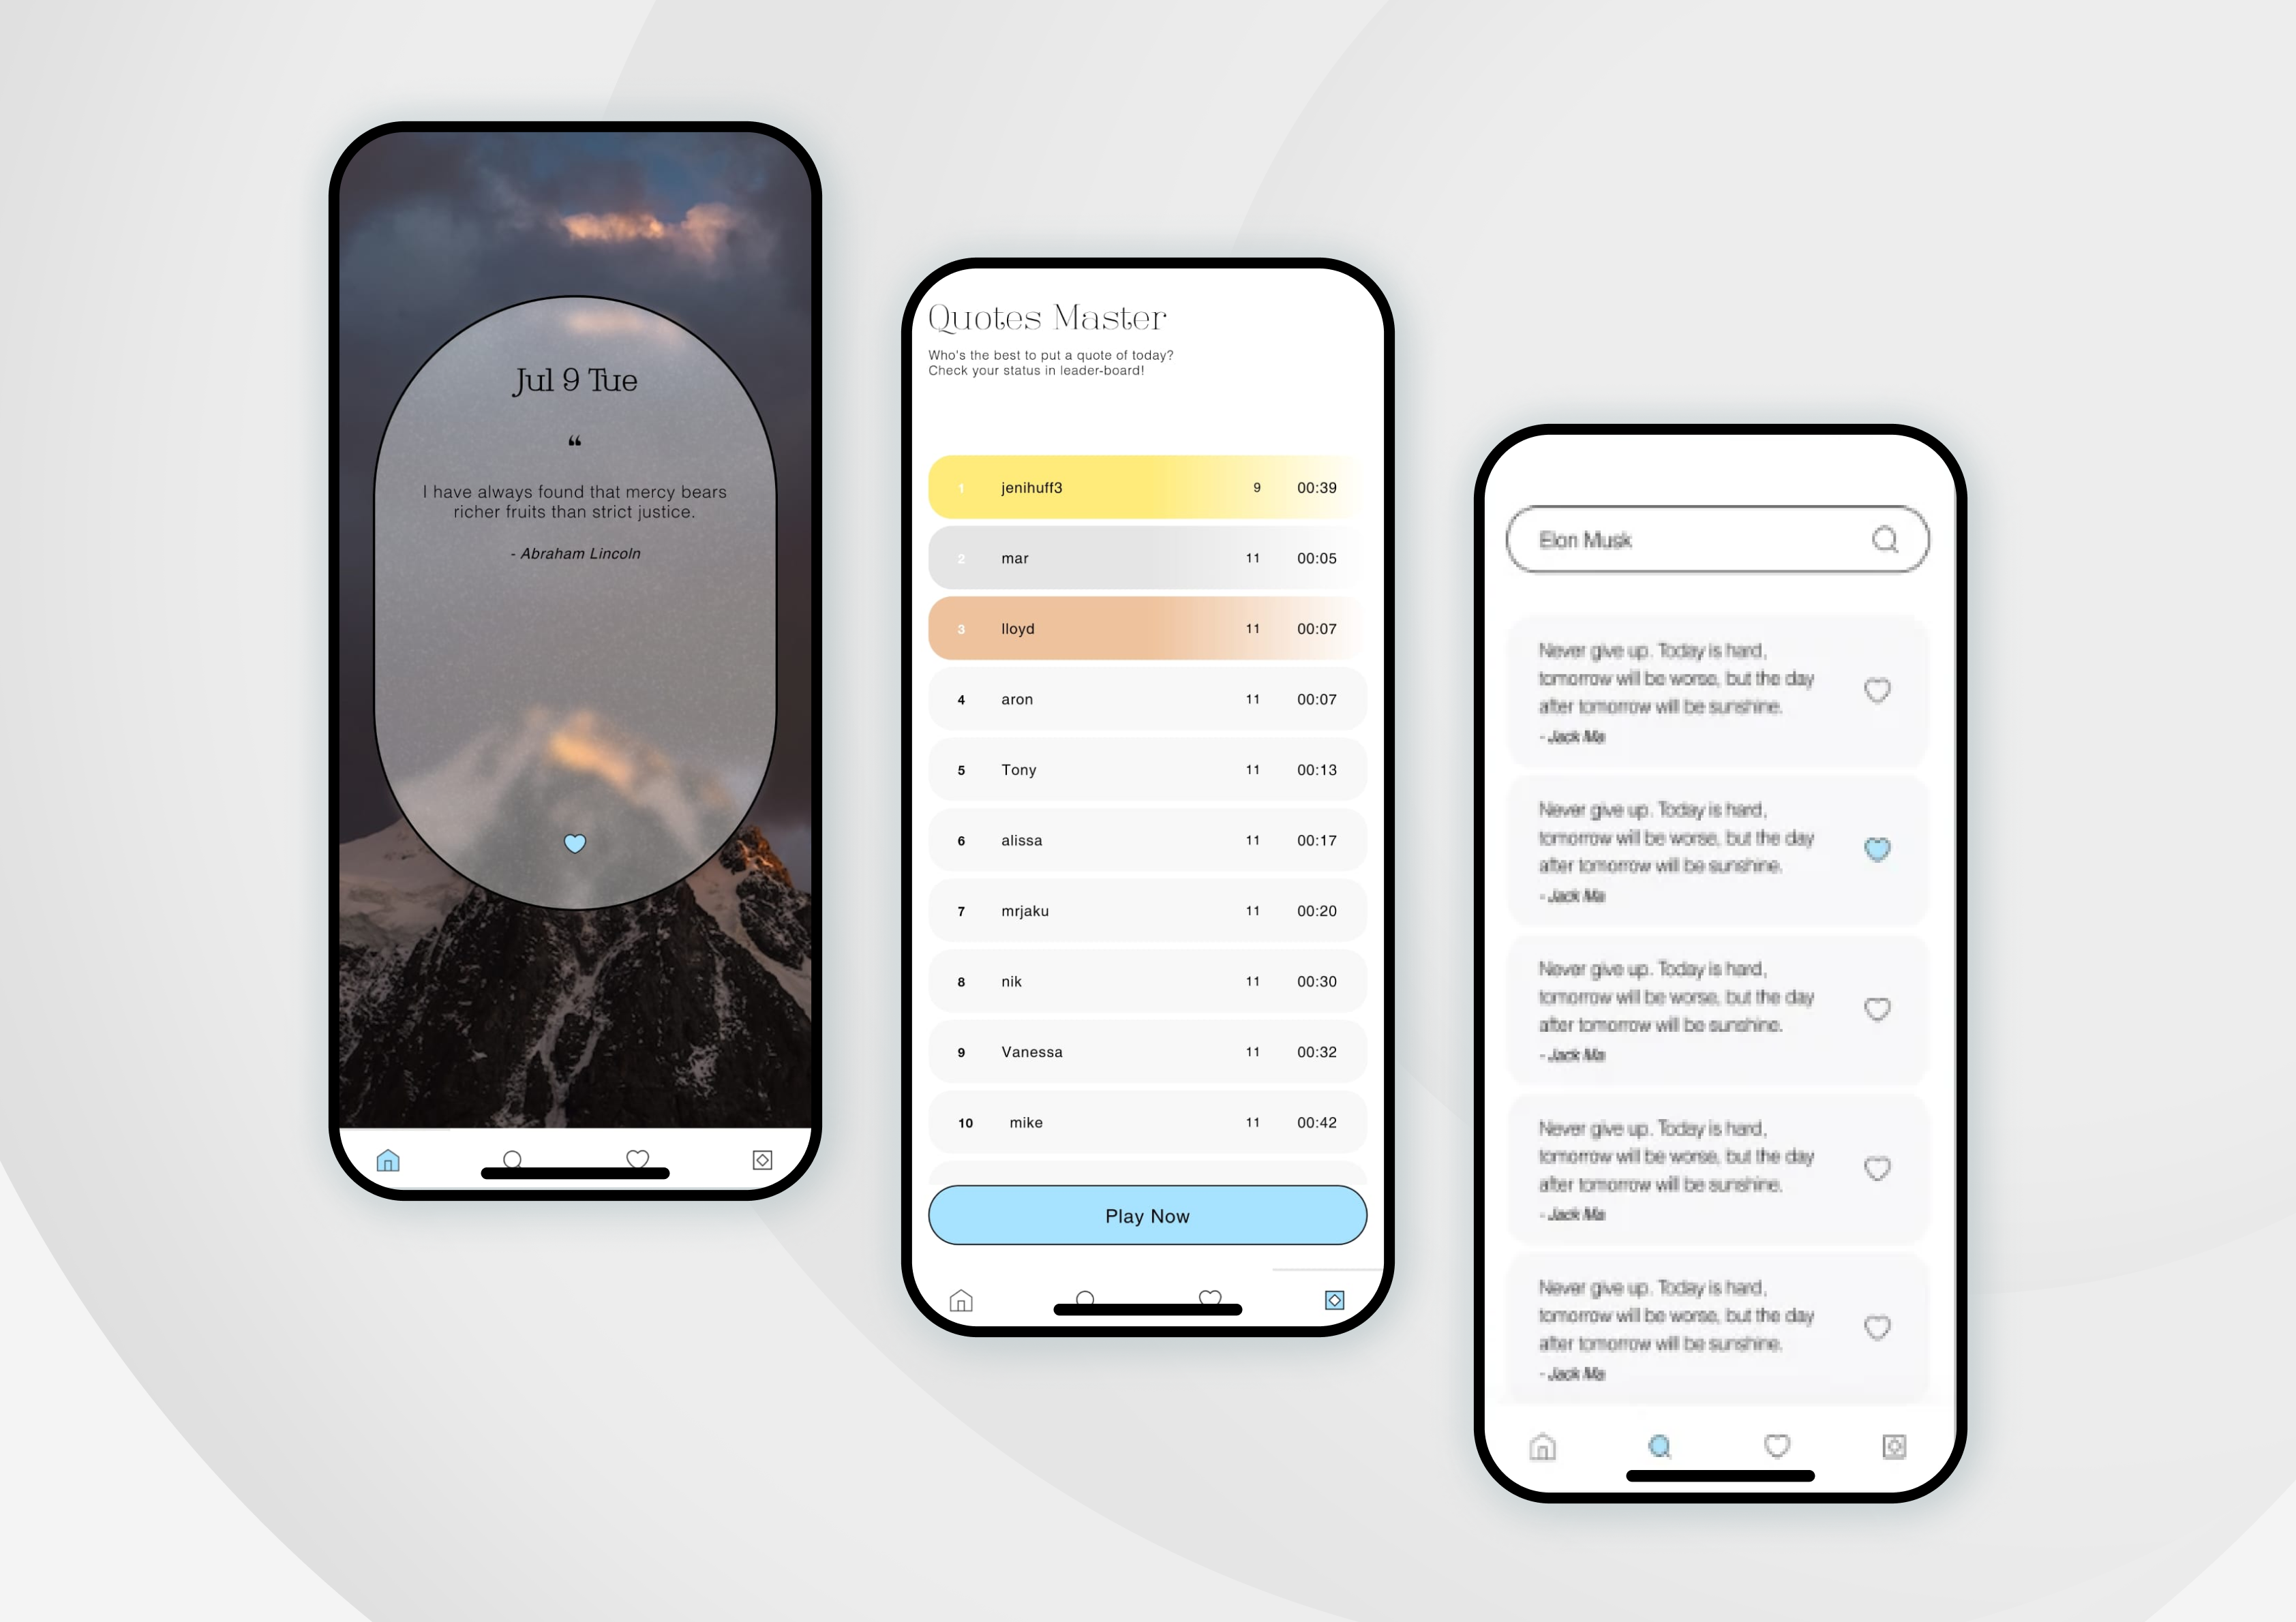 Jul 9 Tue
❝
I have always found that mercy bears
richer fruits than strict justice.
- Abraham Lincoln
Quotes Master
Who's the best to put a quote of today?
Check your status in leader-board!
1 jenihuff3 9 00:39
2 mar 11 00:05
3 lloyd 11 00:07
4 aron 11 00:07
5 Tony 11 00:13
6 alissa 11 00:17
7 mrjaku 11 00:20
8 nik 11 00:30
9 Vanessa 11 00:32
10 mike 11 00:42
Play Now
Elon Musk
Never give up. Today is hard,
tomorrow will be worse, but the day
after tomorrow will be sunshine.
- Jack Ma
Never give up. Today is hard,
tomorrow will be worse, but the day
after tomorrow will be sunshine.
- Jack Ma
Never give up. Today is hard,
tomorrow will be worse, but the day
after tomorrow will be sunshine.
- Jack Ma
Never give up. Today is hard,
tomorrow will be worse, but the day
after tomorrow will be sunshine.
- Jack Ma
Never give up. Today is hard,
tomorrow will be worse, but the day
after tomorrow will be sunshine.
- Jack Ma